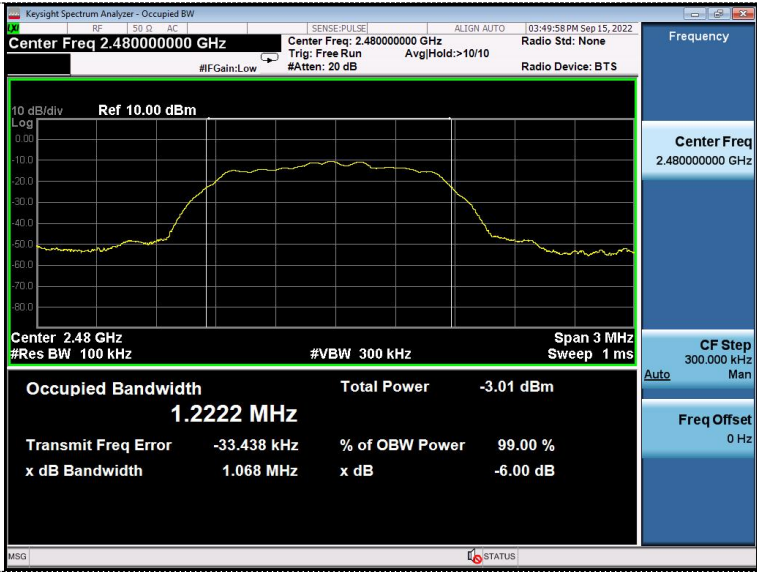 Keysight Spectrum Analyzer - Occupied BW
RF 50 Ω AC SENSE:PULSE ALIGN AUTO 03:49:58 PM Sep 15, 2022
Center Freq 2.480000000 GHz
Center Freq: 2.480000000 GHz Radio Std: None
Trig: Free Run Avg|Hold:>10/10
#IFGain:Low #Atten: 20 dB Radio Device: BTS
10 dB/div Ref 10.00 dBm
Log
0.00
-10.0
-20.0
-30.0
-40.0
-50.0
-60.0
-70.0
-80.0
Center 2.48 GHz Span 3 MHz
#Res BW 100 kHz #VBW 300 kHz Sweep 1 ms
Occupied Bandwidth Total Power -3.01 dBm
1.2222 MHz
Transmit Freq Error -33.438 kHz % of OBW Power 99.00 %
x dB Bandwidth 1.068 MHz x dB -6.00 dB
Frequency
Center Freq
2.480000000 GHz
CF Step
300.000 kHz
Auto Man
Freq Offset
0 Hz
MSG STATUS